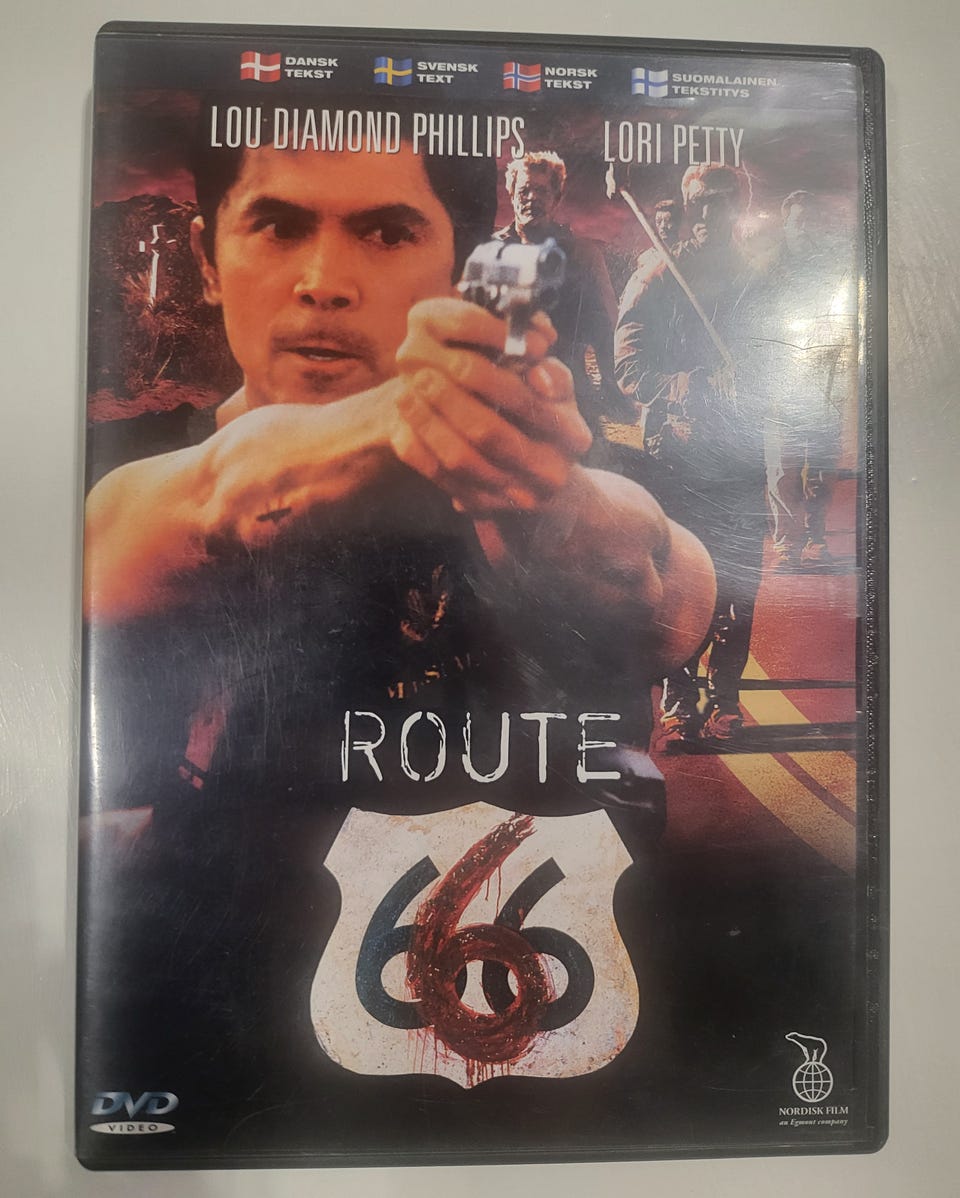 DANSK
TEKST
SVENSK
TEXT
NORSK
TEKST
SUOMALAINEN
TEKSTITYS
LOU DIAMOND PHILLIPS
LORI PETTY
ROUTE
666
DVD
VIDEO
NORDISK FILM
an Egmont company